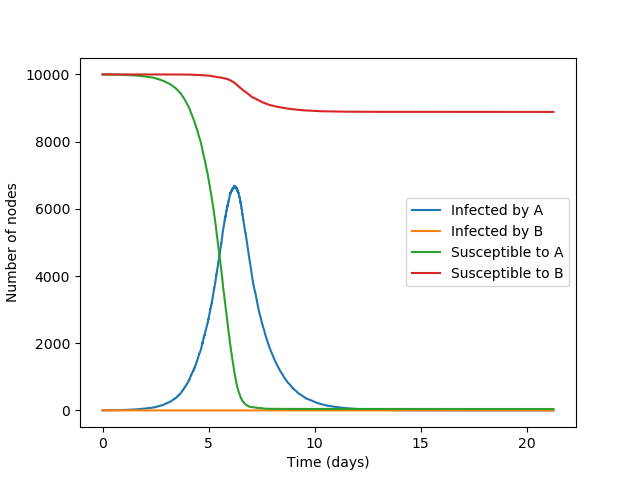 10000
8000
6000
4000
2000
0
Number of nodes
Infected by A
Infected by B
Susceptible to A
Susceptible to B
0 5 10 15 20
Time (days)